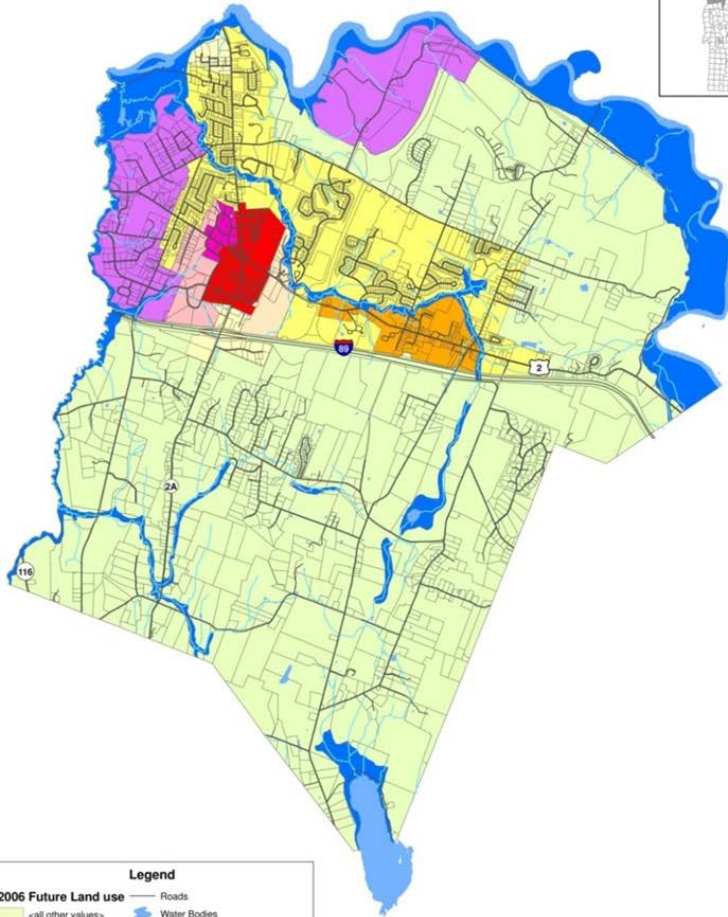 89
2
2A
116
Legend
2006 Future Land use
Roads
<all other values>
Water Bodies